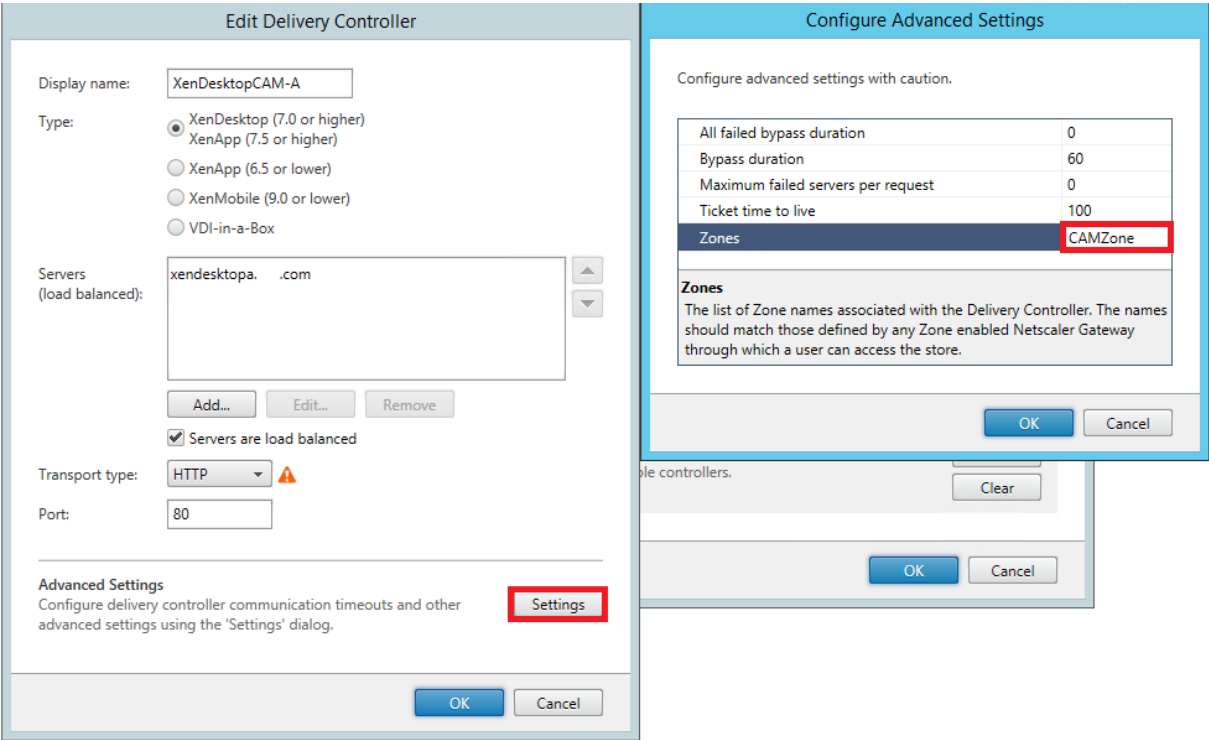 Edit Delivery Controller
Display name: XenDesktopCAM-A
Type: XenDesktop (7.0 or higher)
XenApp (7.5 or higher)
XenApp (6.5 or lower)
XenMobile (9.0 or lower)
VDI-in-a-Box
Servers
(load balanced):
xendesktopa. .com
Add... Edit... Remove
Servers are load balanced
Transport type: HTTP
Port: 80
Advanced Settings
Configure delivery controller communication timeouts and other
advanced settings using the 'Settings' dialog.
Settings
OK Cancel
Configure Advanced Settings
Configure advanced settings with caution.
All failed bypass duration 0
Bypass duration 60
Maximum failed servers per request 0
Ticket time to live 100
Zones CAMZone
Zones
The list of Zone names associated with the Delivery Controller. The names
should match those defined by any Zone enabled Netscaler Gateway
through which a user can access the store.
OK Cancel
controllers.
Clear
OK Cancel